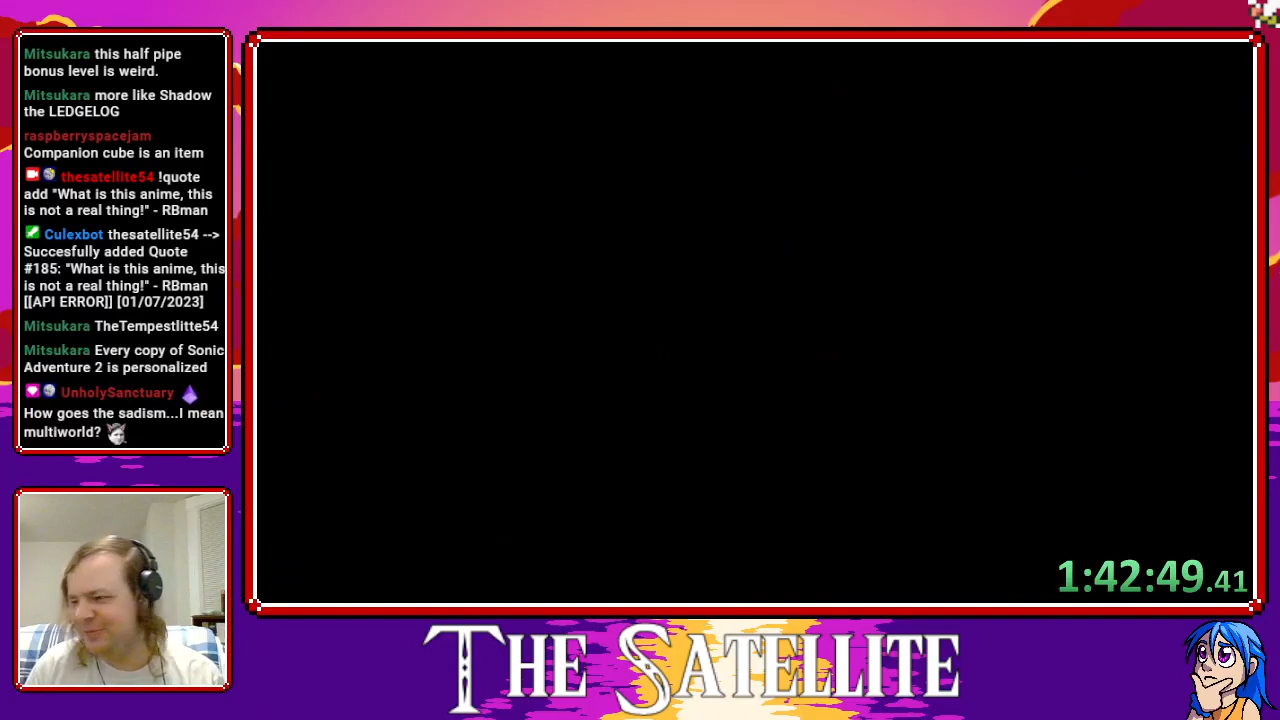 Mitsukara this half pipe
bonus level is weird.
Mitsukara more like Shadow
the LEDGELOG
raspberryspacejam
Companion cube is an item
thesatellite54 !quote
add "What is this anime, this
is not a real thing!" - RBman
Culexbot thesatellite54 -->
Succesfully added Quote
#185: "What is this anime, this
is not a real thing!" - RBman
[[API ERROR]] [01/07/2023]
Mitsukara TheTempestlitte54
Mitsukara Every copy of Sonic
Adventure 2 is personalized
UnholySanctuary
How goes the sadism...I mean
multiworld?
1:42:49.41
THE SATELLITE